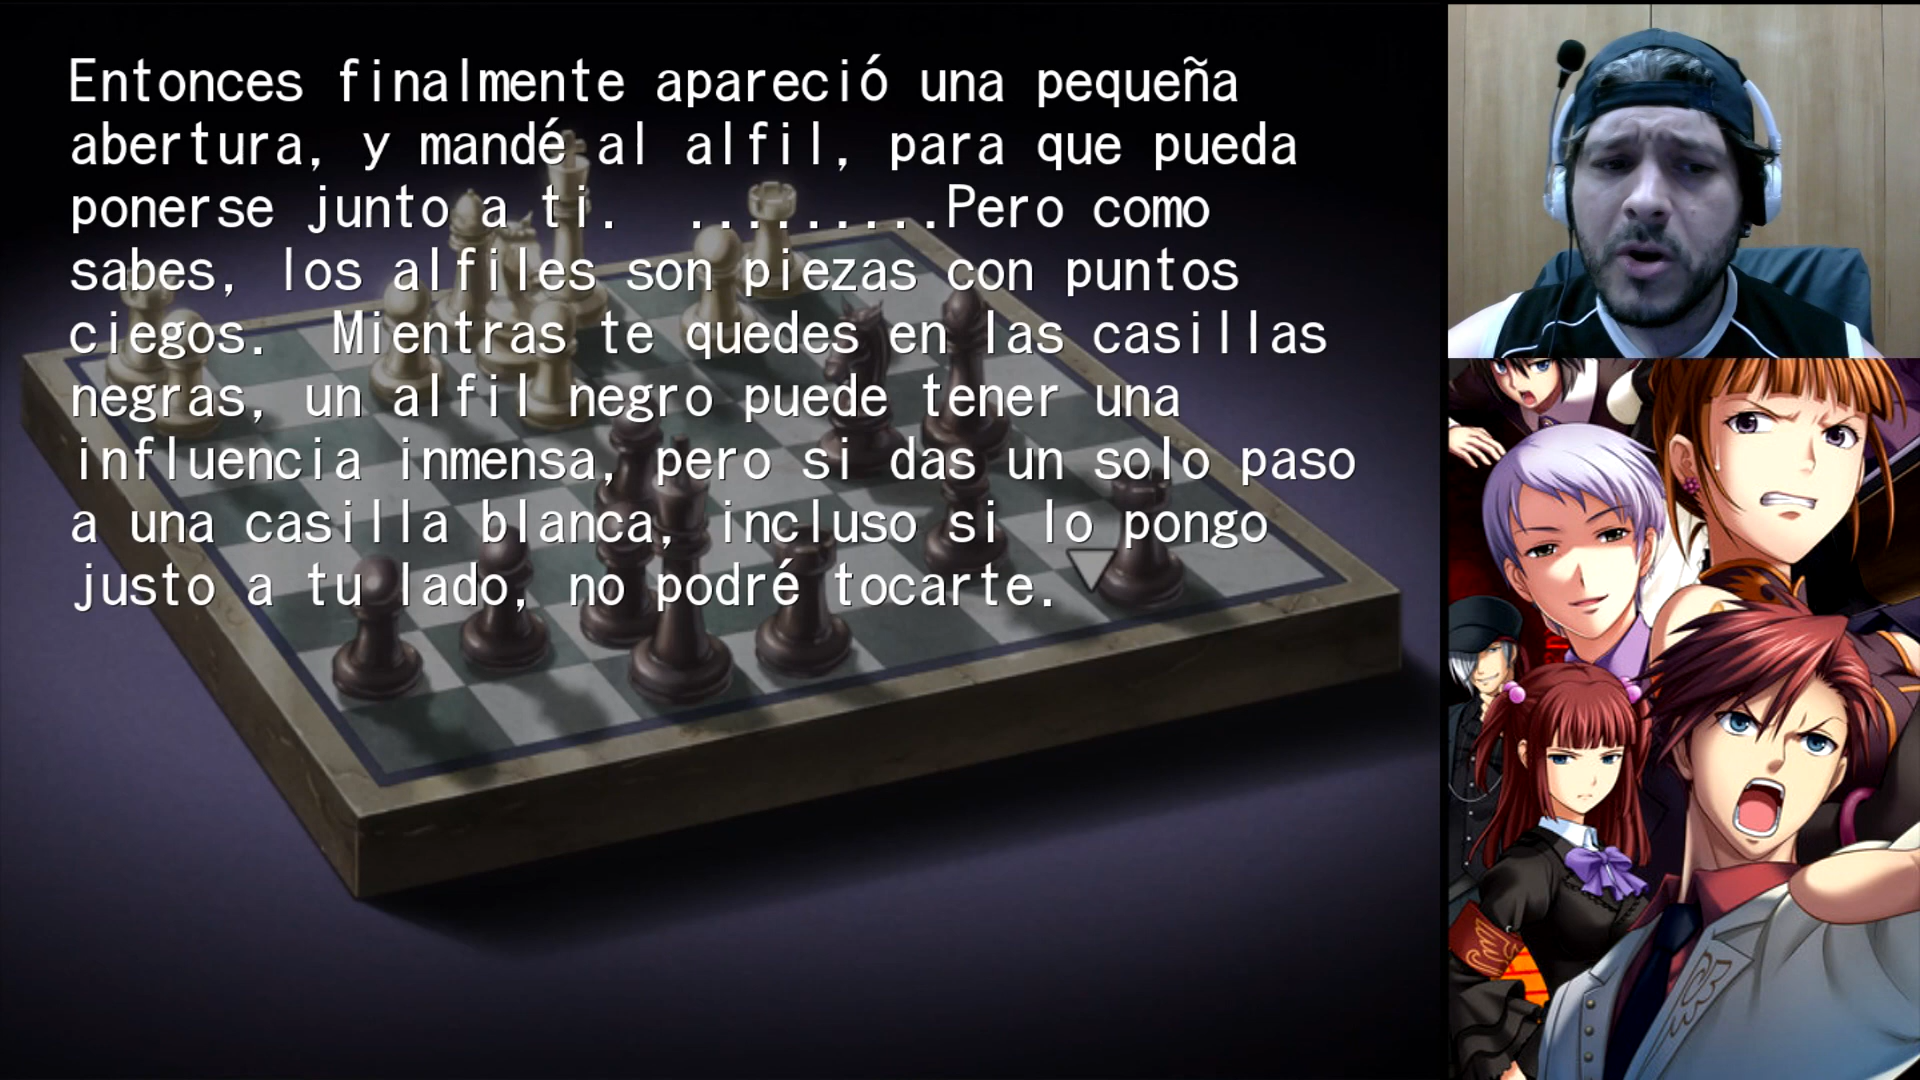 Entonces finalmente apareció una pequeña
abertura, y mandé al alfil, para que pueda
ponerse junto a ti.  .........Pero como
sabes, los alfiles son piezas con puntos
ciegos.  Mientras te quedes en las casillas
negras, un alfil negro puede tener una
influencia inmensa, pero si das un solo paso
a una casilla blanca, incluso si lo pongo
justo a tu lado, no podré tocarte.